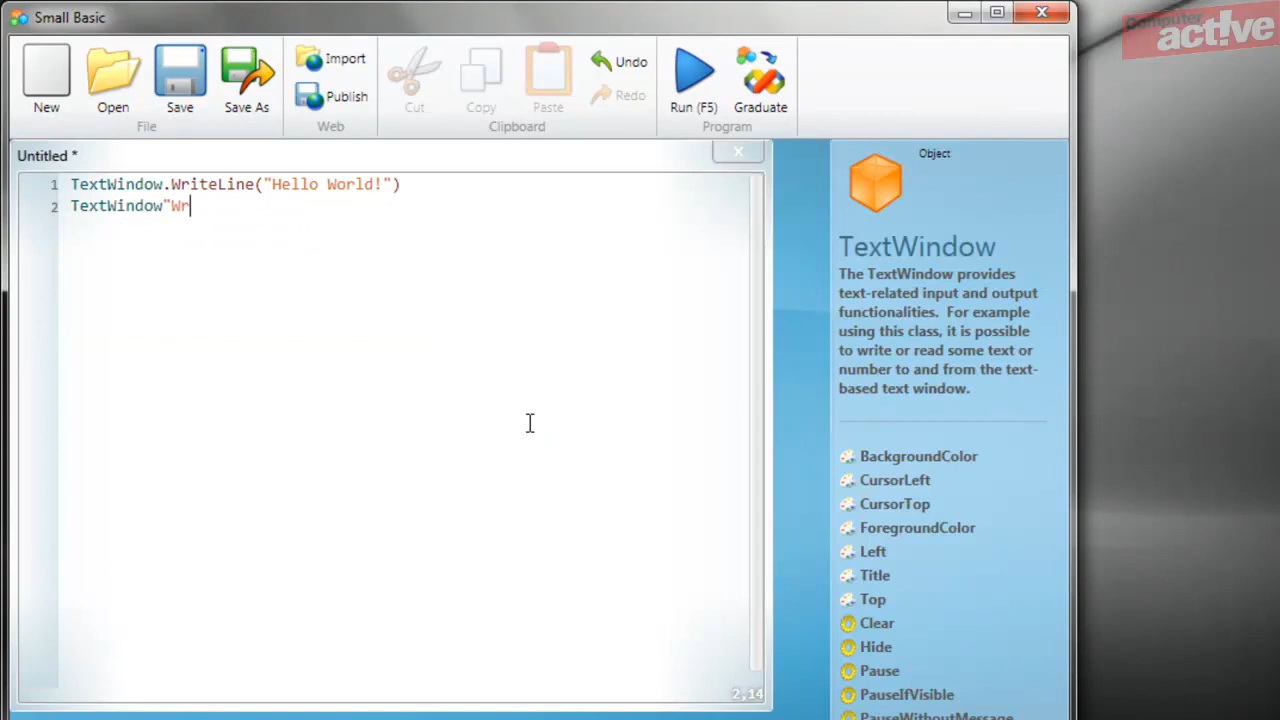 Small Basic
Computer
act!ve
New
Open
Save
Save As
File
Import
Publish
Web
Cut
Copy
Paste
Undo
Redo
Clipboard
Run (F5)
Graduate
Program
Untitled *
1 TextWindow.WriteLine("Hello World!")
2 TextWindow"Wr
2,14
Object
TextWindow
The TextWindow provides
text-related input and output
functionalities. For example
using this class, it is possible
to write or read some text or
number to and from the text-
based text window.
BackgroundColor
CursorLeft
CursorTop
ForegroundColor
Left
Title
Top
Clear
Hide
Pause
PauseIfVisible
PauseWithoutMessage